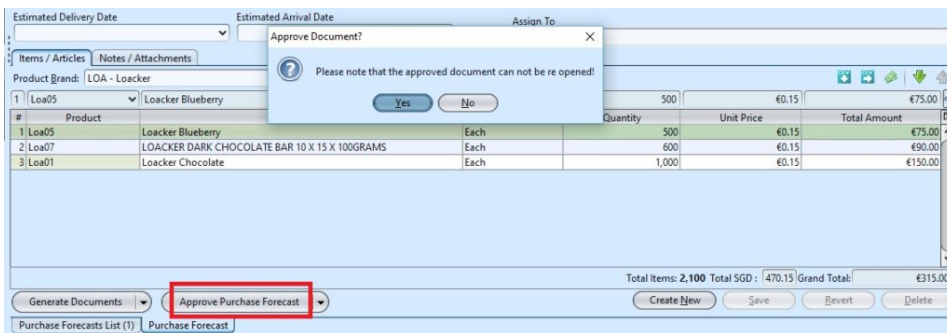 Estimated Delivery Date Estimated Arrival Date Assign To
Approve Document?
Items / Articles Notes / Attachments
Please note that the approved document can not be re opened!
Product Brand: LOA - Loacker
Yes No
1 Loa05 Loacker Blueberry 500 €0.15 €75.00
# Product Quantity Unit Price Total Amount
1 Loa05 Loacker Blueberry Each 500 €0.15 €75.00
2 Loa07 LOACKER DARK CHOCOLATE BAR 10 X 15 X 100GRAMS Each 600 €0.15 €90.00
3 Loa01 Loacker Chocolate Each 1,000 €0.15 €150.00
Total Items: 2,100 Total SGD : 470.15 Grand Total: €315.00
Generate Documents Approve Purchase Forecast Create New Save Revert Delete
Purchase Forecasts List (1) Purchase Forecast